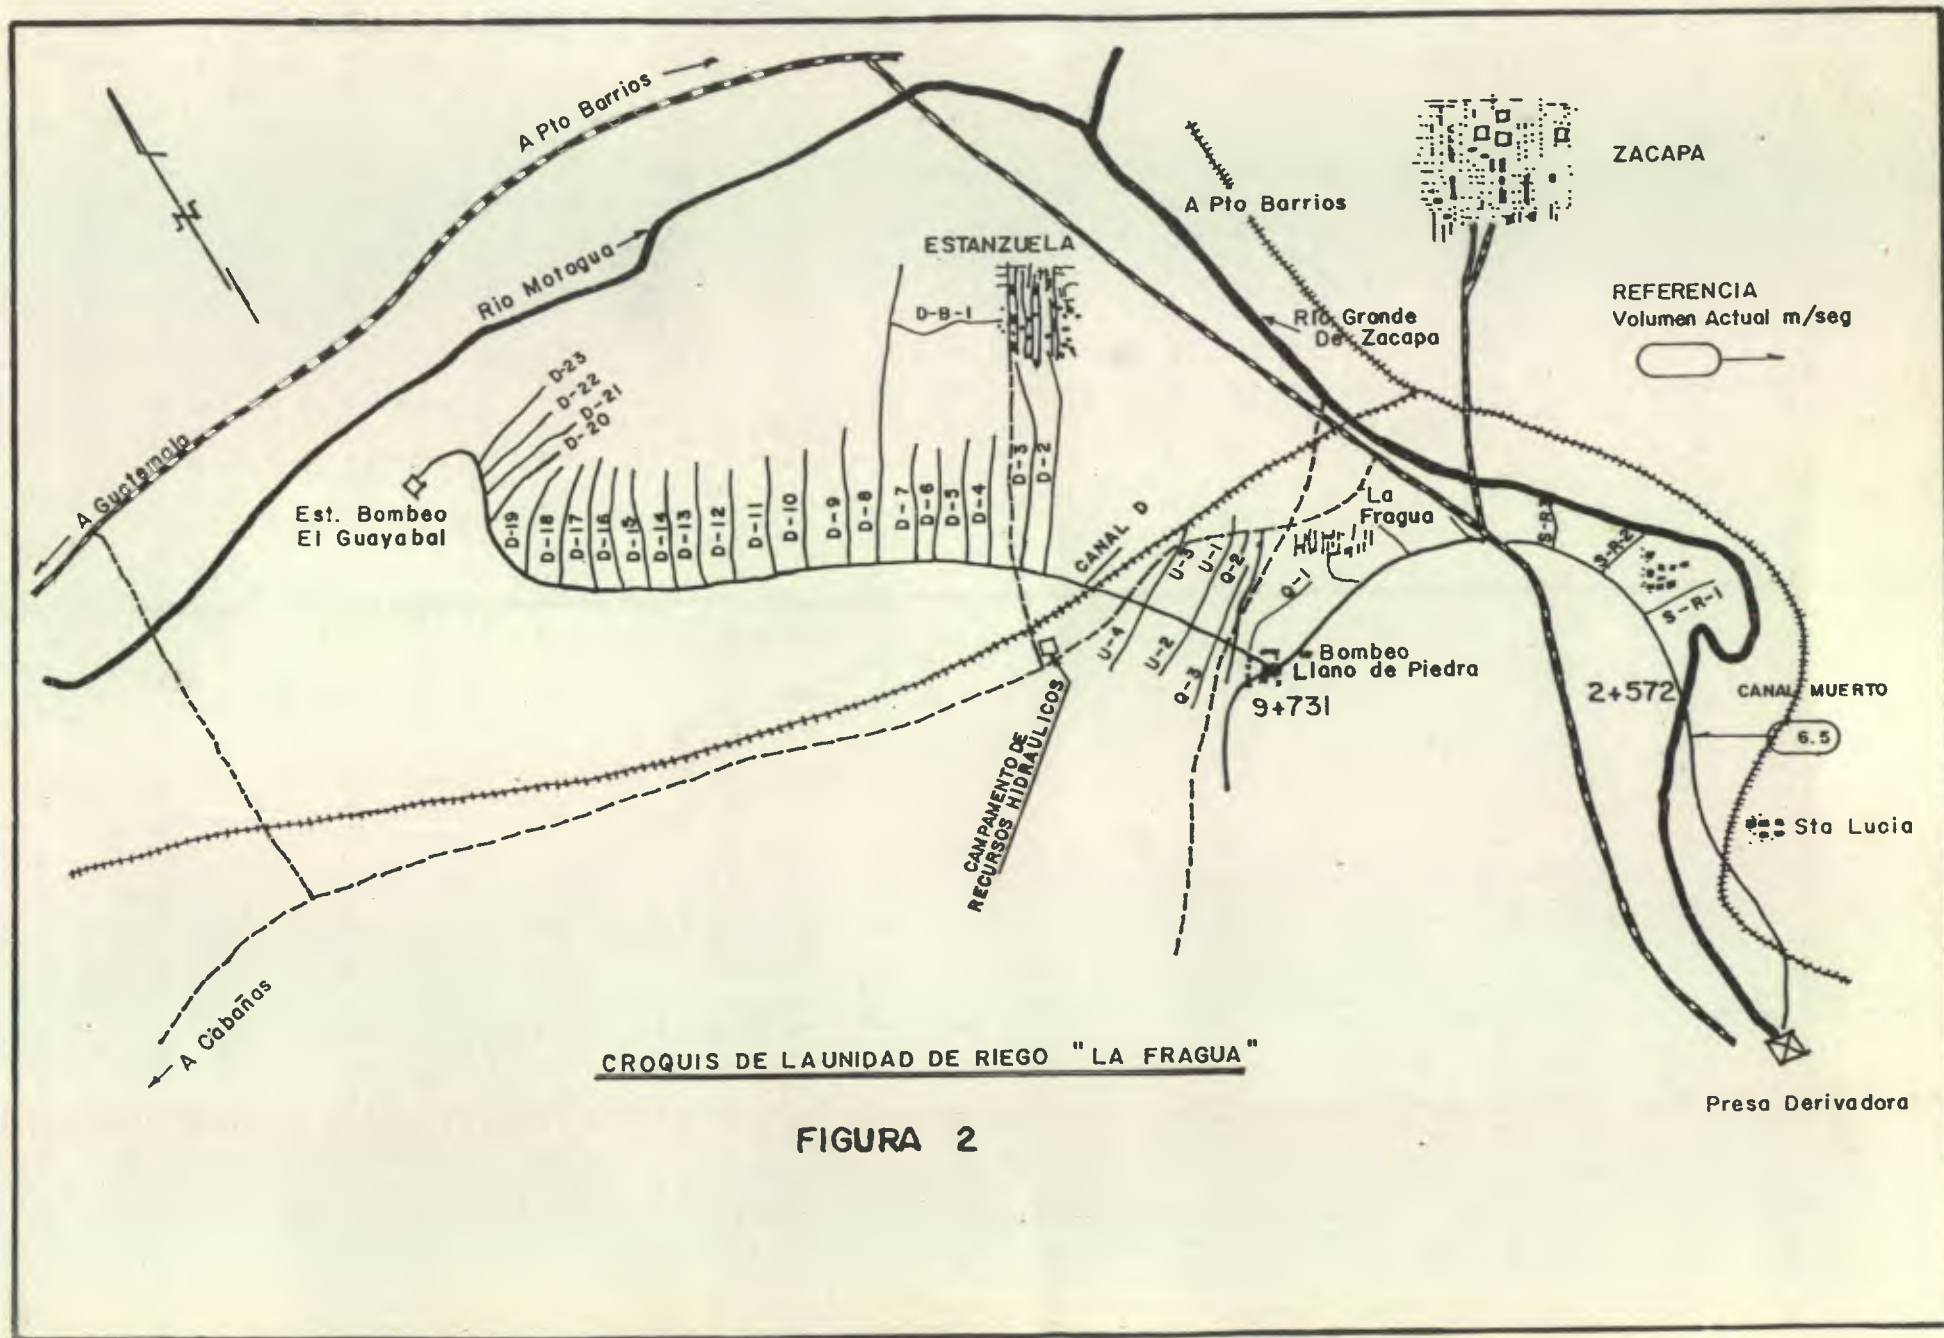 A Pto Barrios
ZACAPA
A Pto Barrios
ESTANZUELA
Rio Motagua
REFERENCIA
Volumen Actual m/seg
D-B-1
Rio Grande
De Zacapa
D-23
D-22
D-21
D-20
A Guatemala
Est. Bombeo
El Guayabal
D-19
D-18
D-17
D-16
D-15
D-14
D-13
D-12
D-11
D-10
D-9
D-8
D-7
D-6
D-5
D-4
D-3
D-2
CANAL D
La
Fragua
U-3
U-1
Q-2
Q-1
S-R-2
S-R-1
U-4
U-2
Q-3
Bombeo
Llano de Piedra
9+731
2+572
CANAL MUERTO
6.5
CAMPAMENTO DE
RECURSOS HIDRAULICOS
Sta Lucia
A Cabañas
CROQUIS DE LA UNIDAD DE RIEGO "LA FRAGUA"
Presa Derivadora
FIGURA 2